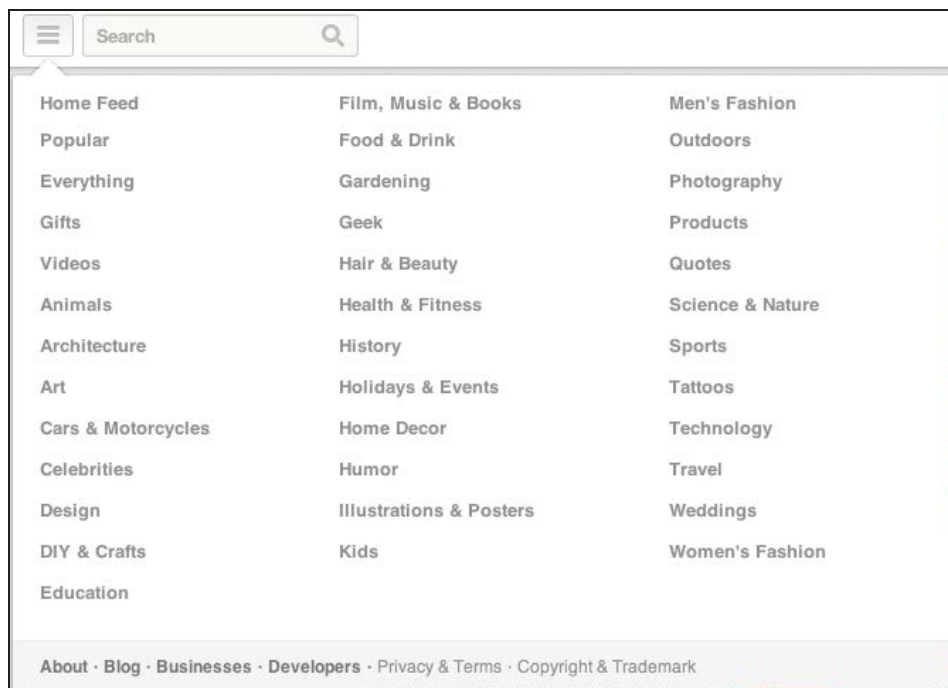 Search
Home Feed
Popular
Everything
Gifts
Videos
Animals
Architecture
Art
Cars & Motorcycles
Celebrities
Design
DIY & Crafts
Education
Film, Music & Books
Food & Drink
Gardening
Geek
Hair & Beauty
Health & Fitness
History
Holidays & Events
Home Decor
Humor
Illustrations & Posters
Kids
Men's Fashion
Outdoors
Photography
Products
Quotes
Science & Nature
Sports
Tattoos
Technology
Travel
Weddings
Women's Fashion
About · Blog · Businesses · Developers · Privacy & Terms · Copyright & Trademark